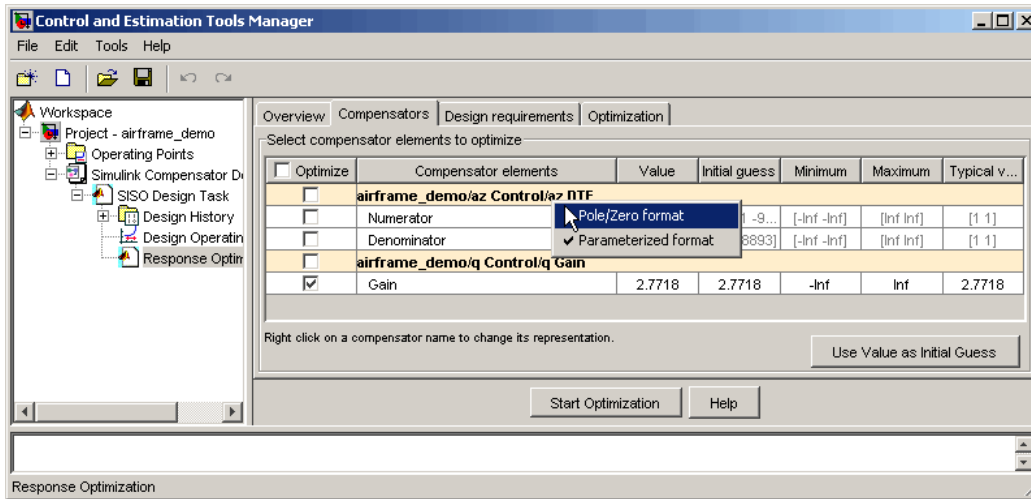 Control and Estimation Tools Manager
File Edit Tools Help
Workspace
Project - airframe_demo
Operating Points
Simulink Compensator De
SISO Design Task
Design History
Design Operatin
Response Optim
Overview Compensators Design requirements Optimization
Select compensator elements to optimize
Optimize Compensator elements Value Initial guess Minimum Maximum Typical v...
airframe_demo/az Control/az DTF
Numerator 1 -9... [-Inf -Inf] [Inf Inf] [1 1]
Pole/Zero format
Denominator 8893] [-Inf -Inf] [Inf Inf] [1 1]
✔ Parameterized format
airframe_demo/q Control/q Gain
Gain 2.7718 2.7718 -Inf Inf 2.7718
Right click on a compensator name to change its representation.
Use Value as Initial Guess
Start Optimization Help
Response Optimization